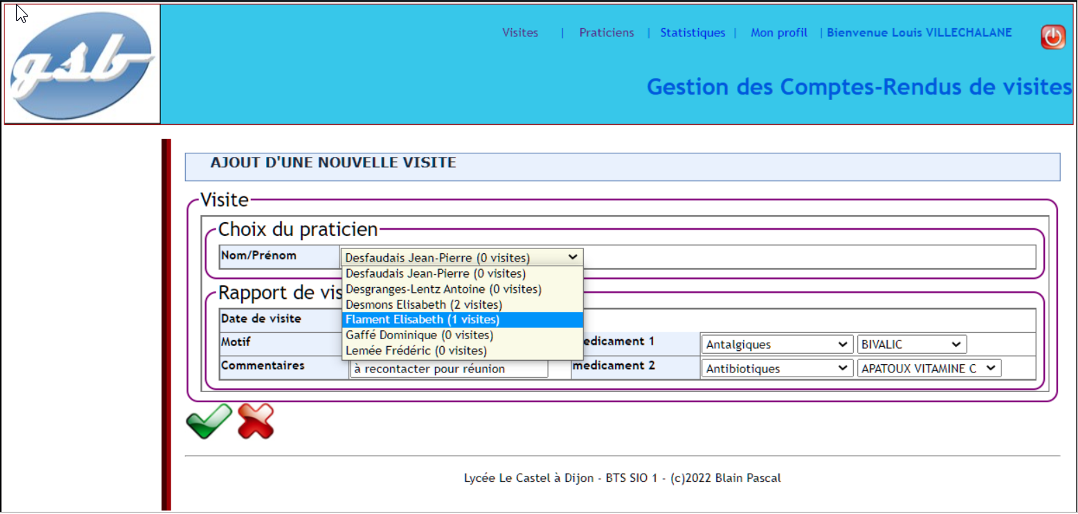 gsb
Visites | Praticiens | Statistiques | Mon profil | Bienvenue Louis VILLECHALANE
Gestion des Comptes-Rendus de visites
AJOUT D'UNE NOUVELLE VISITE
Visite
Choix du praticien
Nom/Prénom Desfaudais Jean-Pierre (0 visites)
Desfaudais Jean-Pierre (0 visites)
Desgranges-Lentz Antoine (0 visites)
Desmons Elisabeth (2 visites)
Flament Elisabeth (1 visites)
Gaffé Dominique (0 visites)
Lemée Frédéric (0 visites)
Rapport de vis
Date de visite
Motif medicament 1 Antalgiques BIVALIC
Commentaires à recontacter pour réunion medicament 2 Antibiotiques APATOUX VITAMINE C
Lycée Le Castel à Dijon - BTS SIO 1 - (c)2022 Blain Pascal